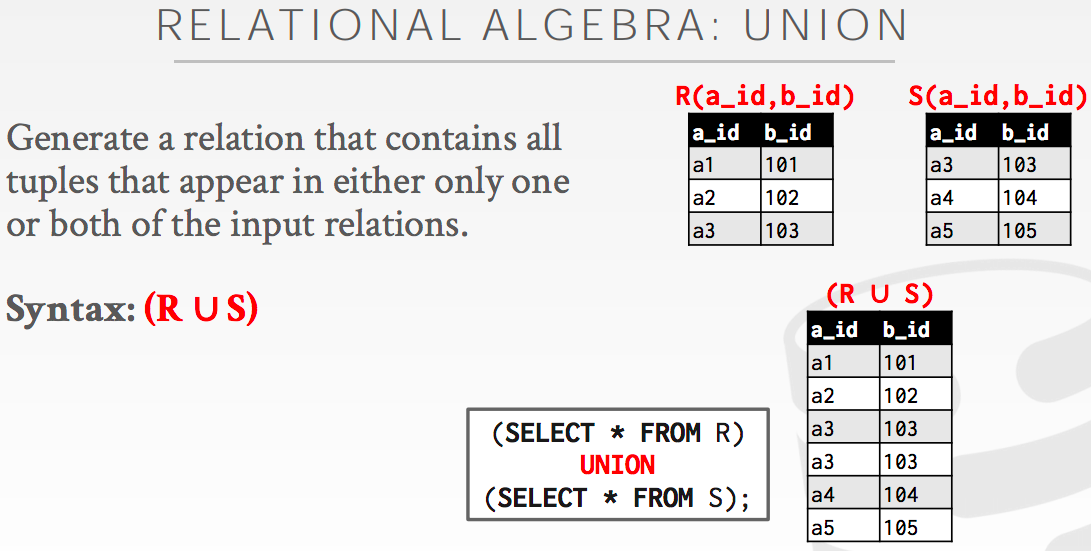 RELATIONAL ALGEBRA: UNION
Generate a relation that contains all
tuples that appear in either only one
or both of the input relations.
Syntax: (R ∪ S)
R(a_id,b_id)
a_id b_id
a1 101
a2 102
a3 103
S(a_id,b_id)
a_id b_id
a3 103
a4 104
a5 105
(R ∪ S)
a_id b_id
a1 101
a2 102
a3 103
a3 103
a4 104
a5 105
(SELECT * FROM R)
UNION
(SELECT * FROM S);